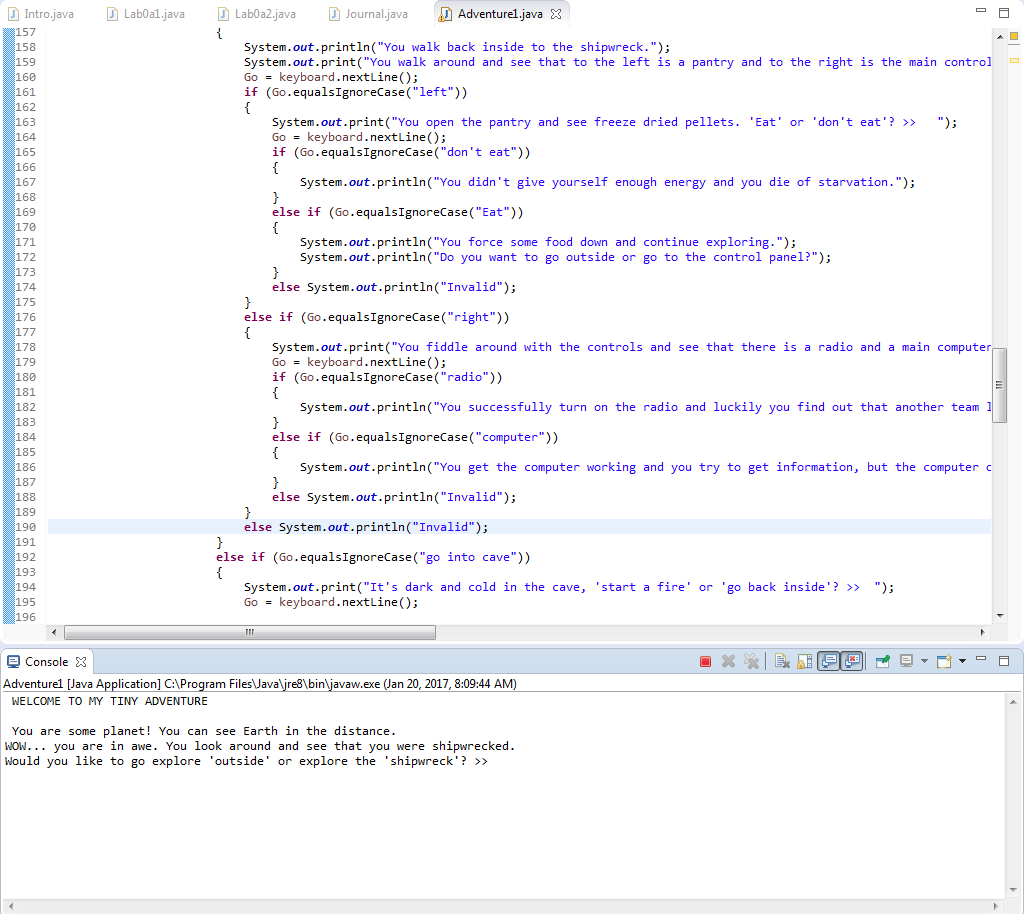 Intro.java Lab0a1.java Lab0a2.java Journal.java Adventure1.java
157 {
158 System.out.println("You walk back inside to the shipwreck.");
159 System.out.print("You walk around and see that to the left is a pantry and to the right is the main control
160 Go = keyboard.nextLine();
161 if (Go.equalsIgnoreCase("left"))
162 {
163 System.out.print("You open the pantry and see freeze dried pellets. 'Eat' or 'don't eat'? >>   ");
164 Go = keyboard.nextLine();
165 if (Go.equalsIgnoreCase("don't eat"))
166 {
167 System.out.println("You didn't give yourself enough energy and you die of starvation.");
168 }
169 else if (Go.equalsIgnoreCase("Eat"))
170 {
171 System.out.println("You force some food down and continue exploring.");
172 System.out.println("Do you want to go outside or go to the control panel?");
173 }
174 else System.out.println("Invalid");
175 }
176 else if (Go.equalsIgnoreCase("right"))
177 {
178 System.out.print("You fiddle around with the controls and see that there is a radio and a main computer
179 Go = keyboard.nextLine();
180 if (Go.equalsIgnoreCase("radio"))
181 {
182 System.out.println("You successfully turn on the radio and luckily you find out that another team l
183 }
184 else if (Go.equalsIgnoreCase("computer"))
185 {
186 System.out.println("You get the computer working and you try to get information, but the computer c
187 }
188 else System.out.println("Invalid");
189 }
190 else System.out.println("Invalid");
191 }
192 else if (Go.equalsIgnoreCase("go into cave"))
193 {
194 System.out.print("It's dark and cold in the cave, 'start a fire' or 'go back inside'? >>  ");
195 Go = keyboard.nextLine();
196
Console
Adventure1 [Java Application] C:\Program Files\Java\jre8\bin\javaw.exe (Jan 20, 2017, 8:09:44 AM)
WELCOME TO MY TINY ADVENTURE
You are some planet! You can see Earth in the distance.
WOW... you are in awe. You look around and see that you were shipwrecked.
Would you like to go explore 'outside' or explore the 'shipwreck'? >>